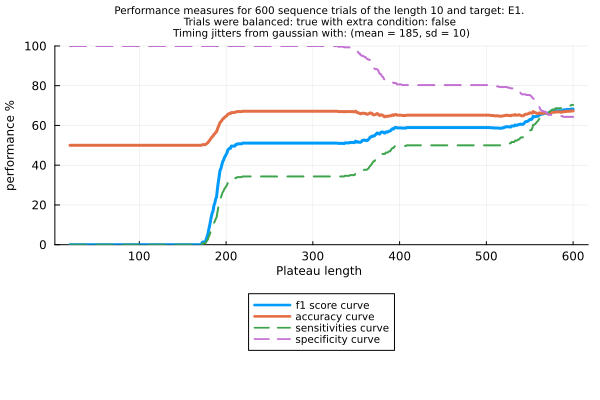 Performance measures for 600 sequence trials of the length 10 and target: E1.
Trials were balanced: true with extra condition: false
Timing jitters from gaussian with: (mean = 185, sd = 10)
100
80
60
40
20
0
performance %
100 200 300 400 500 600
Plateau length
f1 score curve
accuracy curve
sensitivities curve
specificity curve